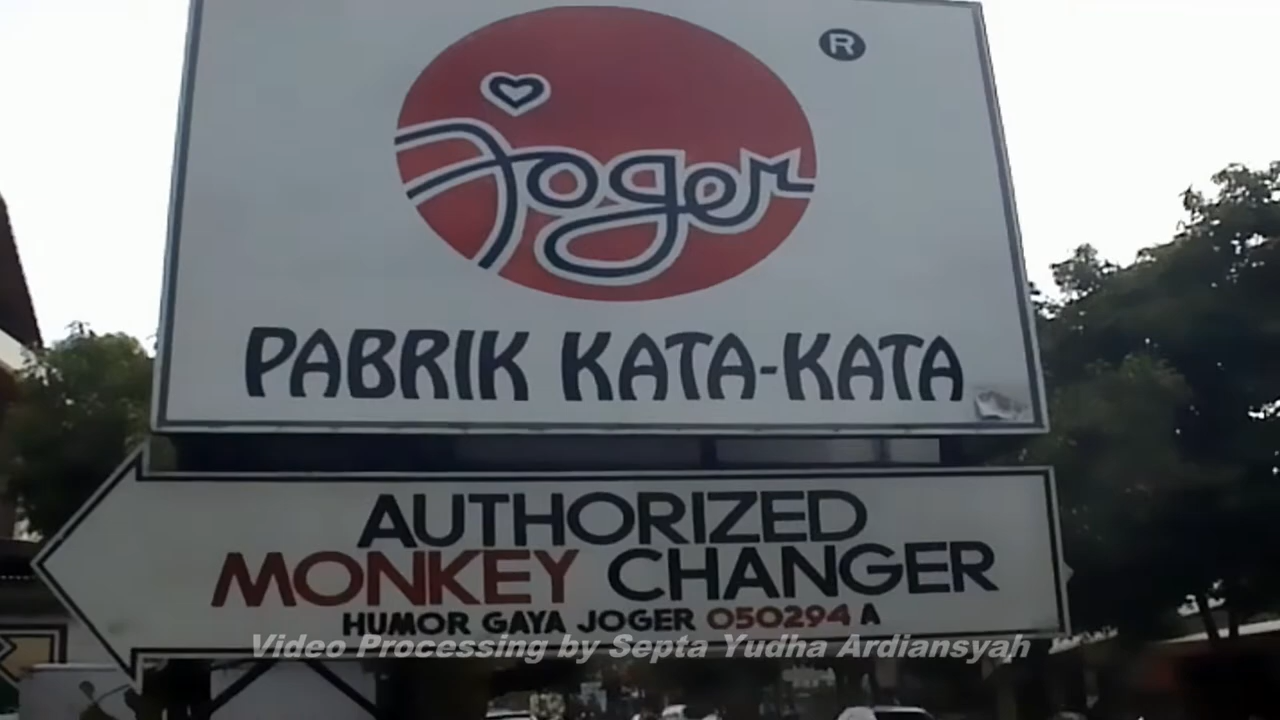 ®
Joger
PABRIK KATA-KATA
AUTHORIZED
MONKEY CHANGER
HUMOR GAYA JOGER 050294 A
Video Processing by Septa Yudha Ardiansyah